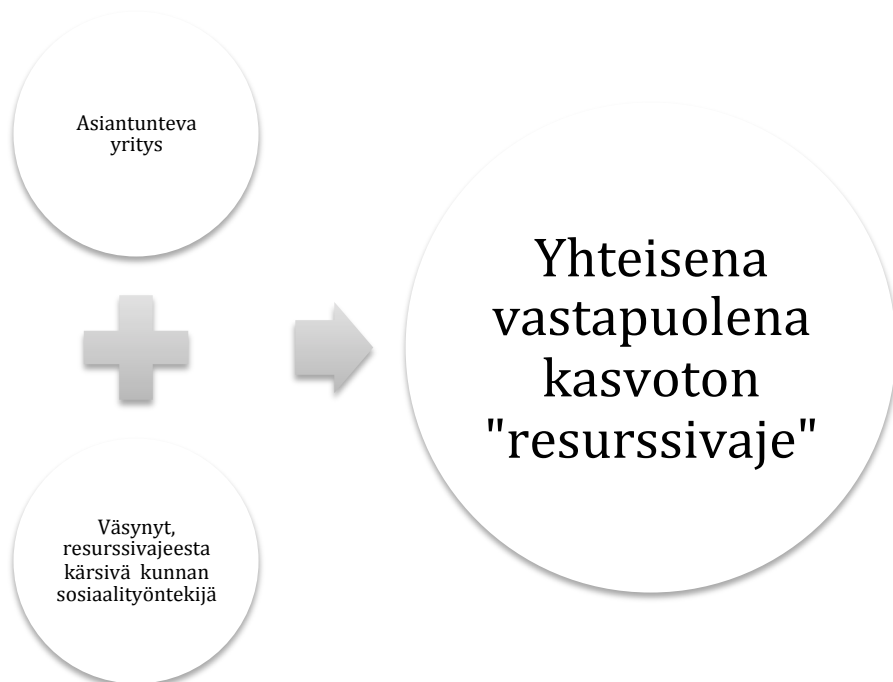 Asiantunteva
yritys
Väsynyt,
resurssivajeesta
kärsivä kunnan
sosiaalityöntekijä
Yhteisena
vastapuolena
kasvoton
"resurssivaje"